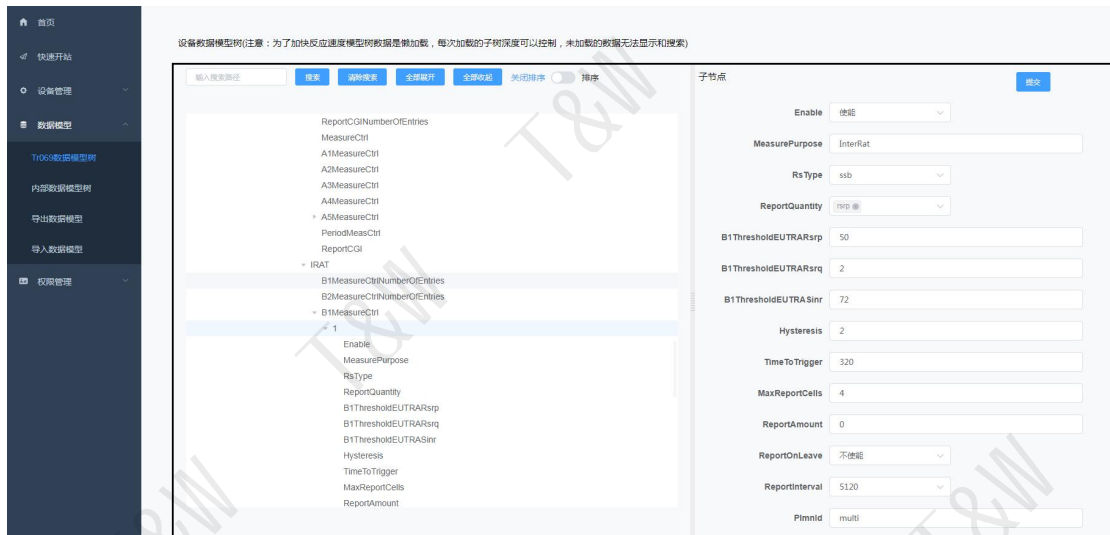 首页
快速开站
设备管理
数据模型
Tr069数据模型树
内部数据模型树
导出数据模型
导入数据模型
权限管理
设备数据模型树(注意：为了加快反应速度模型树数据是懒加载，每次加载的子树深度可以控制，未加载的数据无法显示和搜索)
输入搜索路径 搜索 清除搜索 全部展开 全部收起 关闭排序 排序
ReportCGINumberOfEntries
MeasureCtrl
A1MeasureCtrl
A2MeasureCtrl
A3MeasureCtrl
A4MeasureCtrl
A5MeasureCtrl
PeriodMeasCtrl
ReportCGI
IRAT
B1MeasureCtrlNumberOfEntries
B2MeasureCtrlNumberOfEntries
B1MeasureCtrl
1
Enable
MeasurePurpose
RsType
ReportQuantity
B1ThresholdEUTRARsrp
B1ThresholdEUTRARsrq
B1ThresholdEUTRASinr
Hysteresis
TimeToTrigger
MaxReportCells
ReportAmount
子节点 提交
Enable 使能
MeasurePurpose InterRat
RsType ssb
ReportQuantity rsrp
B1ThresholdEUTRARsrp 50
B1ThresholdEUTRARsrq 2
B1ThresholdEUTRASinr 72
Hysteresis 2
TimeToTrigger 320
MaxReportCells 4
ReportAmount 0
ReportOnLeave 不使能
ReportInterval 5120
PlmnId multi
T&W
T&W
T&W
T&W